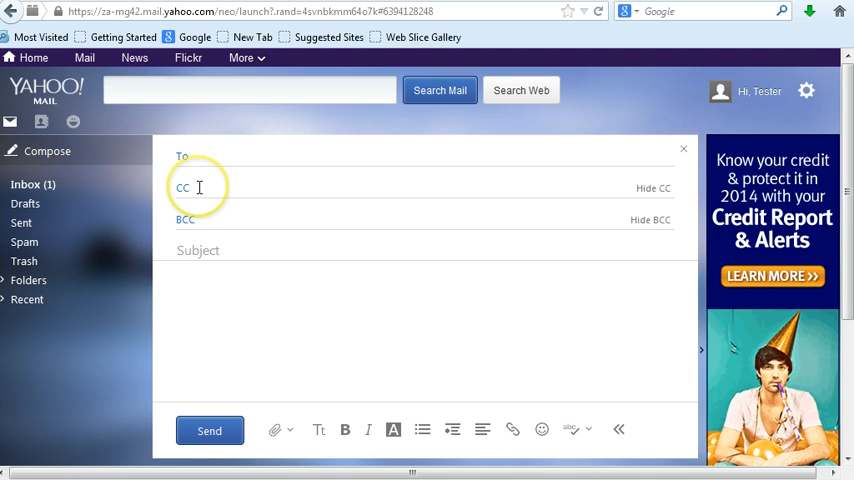 https://za-mg42.mail.yahoo.com/neo/launch?.rand=4svnbkmm64o7k#6394128248
Google
Most Visited Getting Started Google New Tab Suggested Sites Web Slice Gallery
Home Mail News Flickr More
YAHOO! MAIL
Search Mail
Search Web
Hi, Tester
Compose
Inbox (1)
Drafts
Sent
Spam
Trash
Folders
Recent
To
CC Hide CC
BCC Hide BCC
Subject
Send
Tt B I A abc
Know your credit
& protect it in
2014 with your
Credit Report
& Alerts
LEARN MORE >>